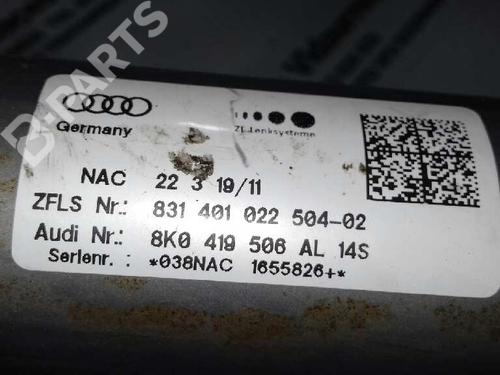 B-PARTS
Germany
ZF Lenksysteme
NAC 22 3 19/11
ZFLS Nr.: 831 401 022 504-02
Audi Nr.: 8K0 419 506 AL 14S
Serienr. : *038NAC 1655826+*